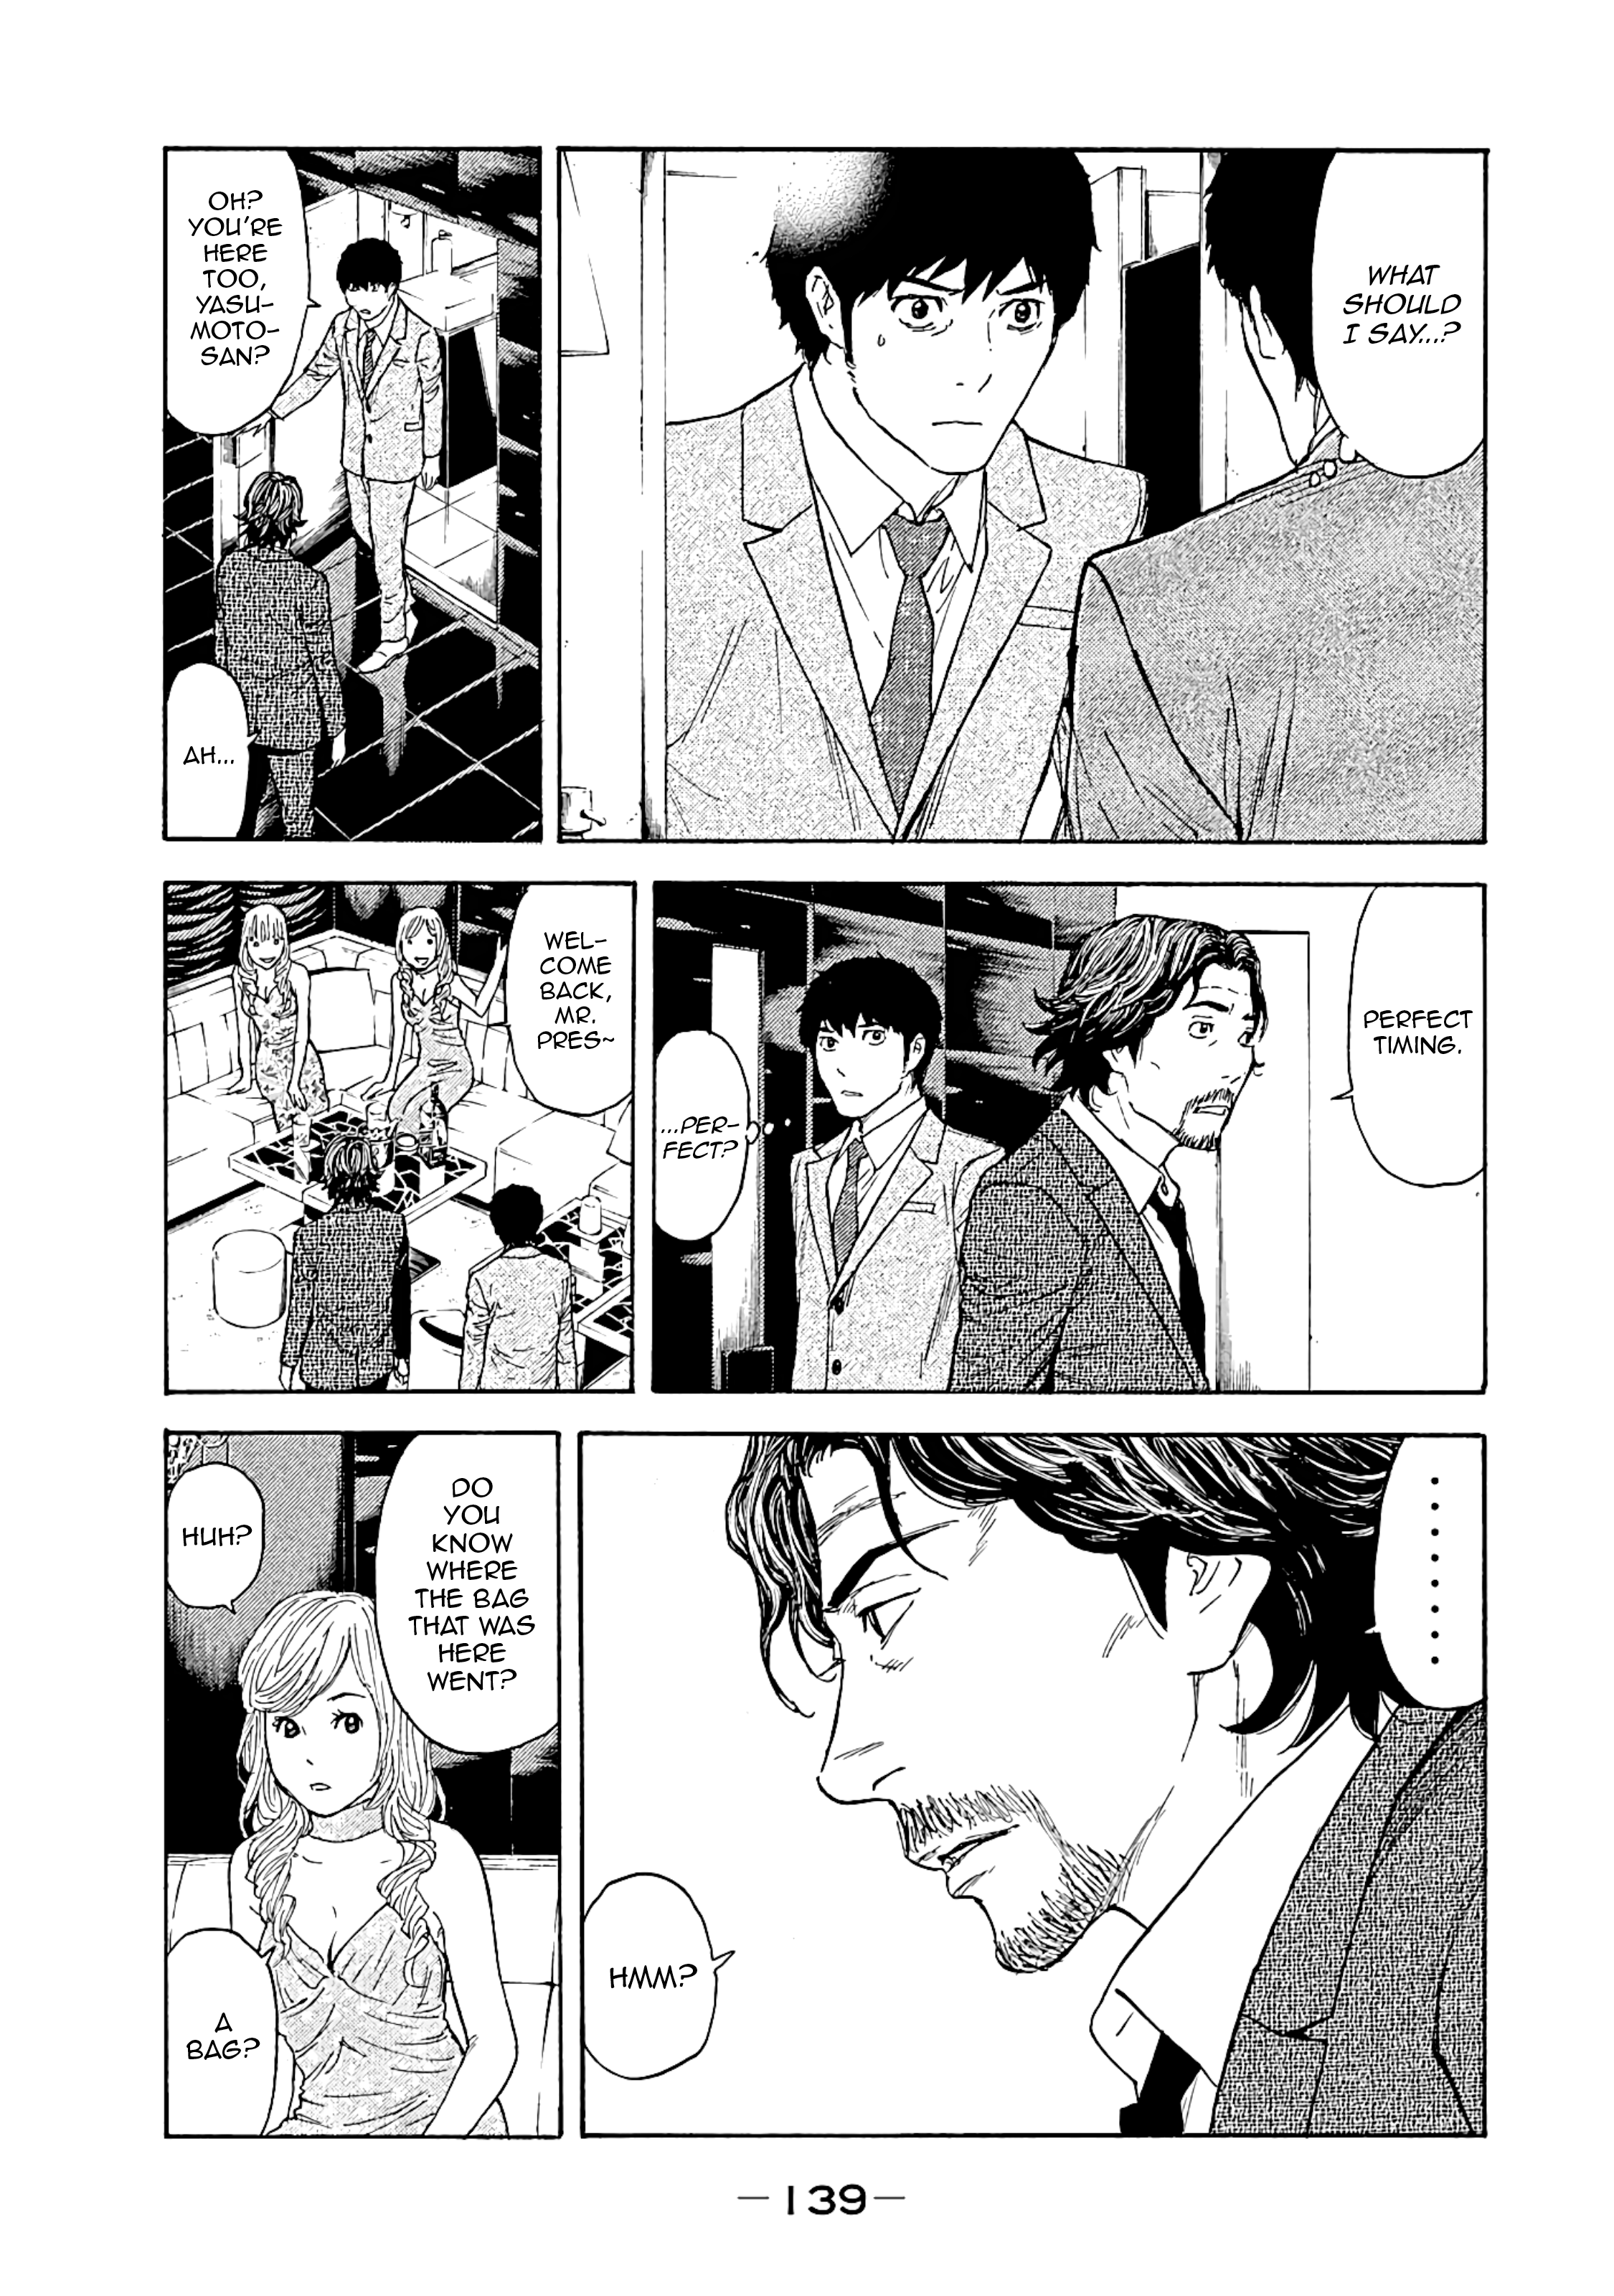 WHAT
SHOULD
I SAY...?
OH?
YOU'RE
HERE
TOO,
YASU-
MOTO-
SAN?
AH...
PERFECT
TIMING.
...PER-
FECT?
WEL-
COME
BACK,
MR.
PRES~
.......
HMM?
DO
YOU
KNOW
WHERE
THE BAG
THAT WAS
HERE
WENT?
HUH?
A
BAG?
—139—